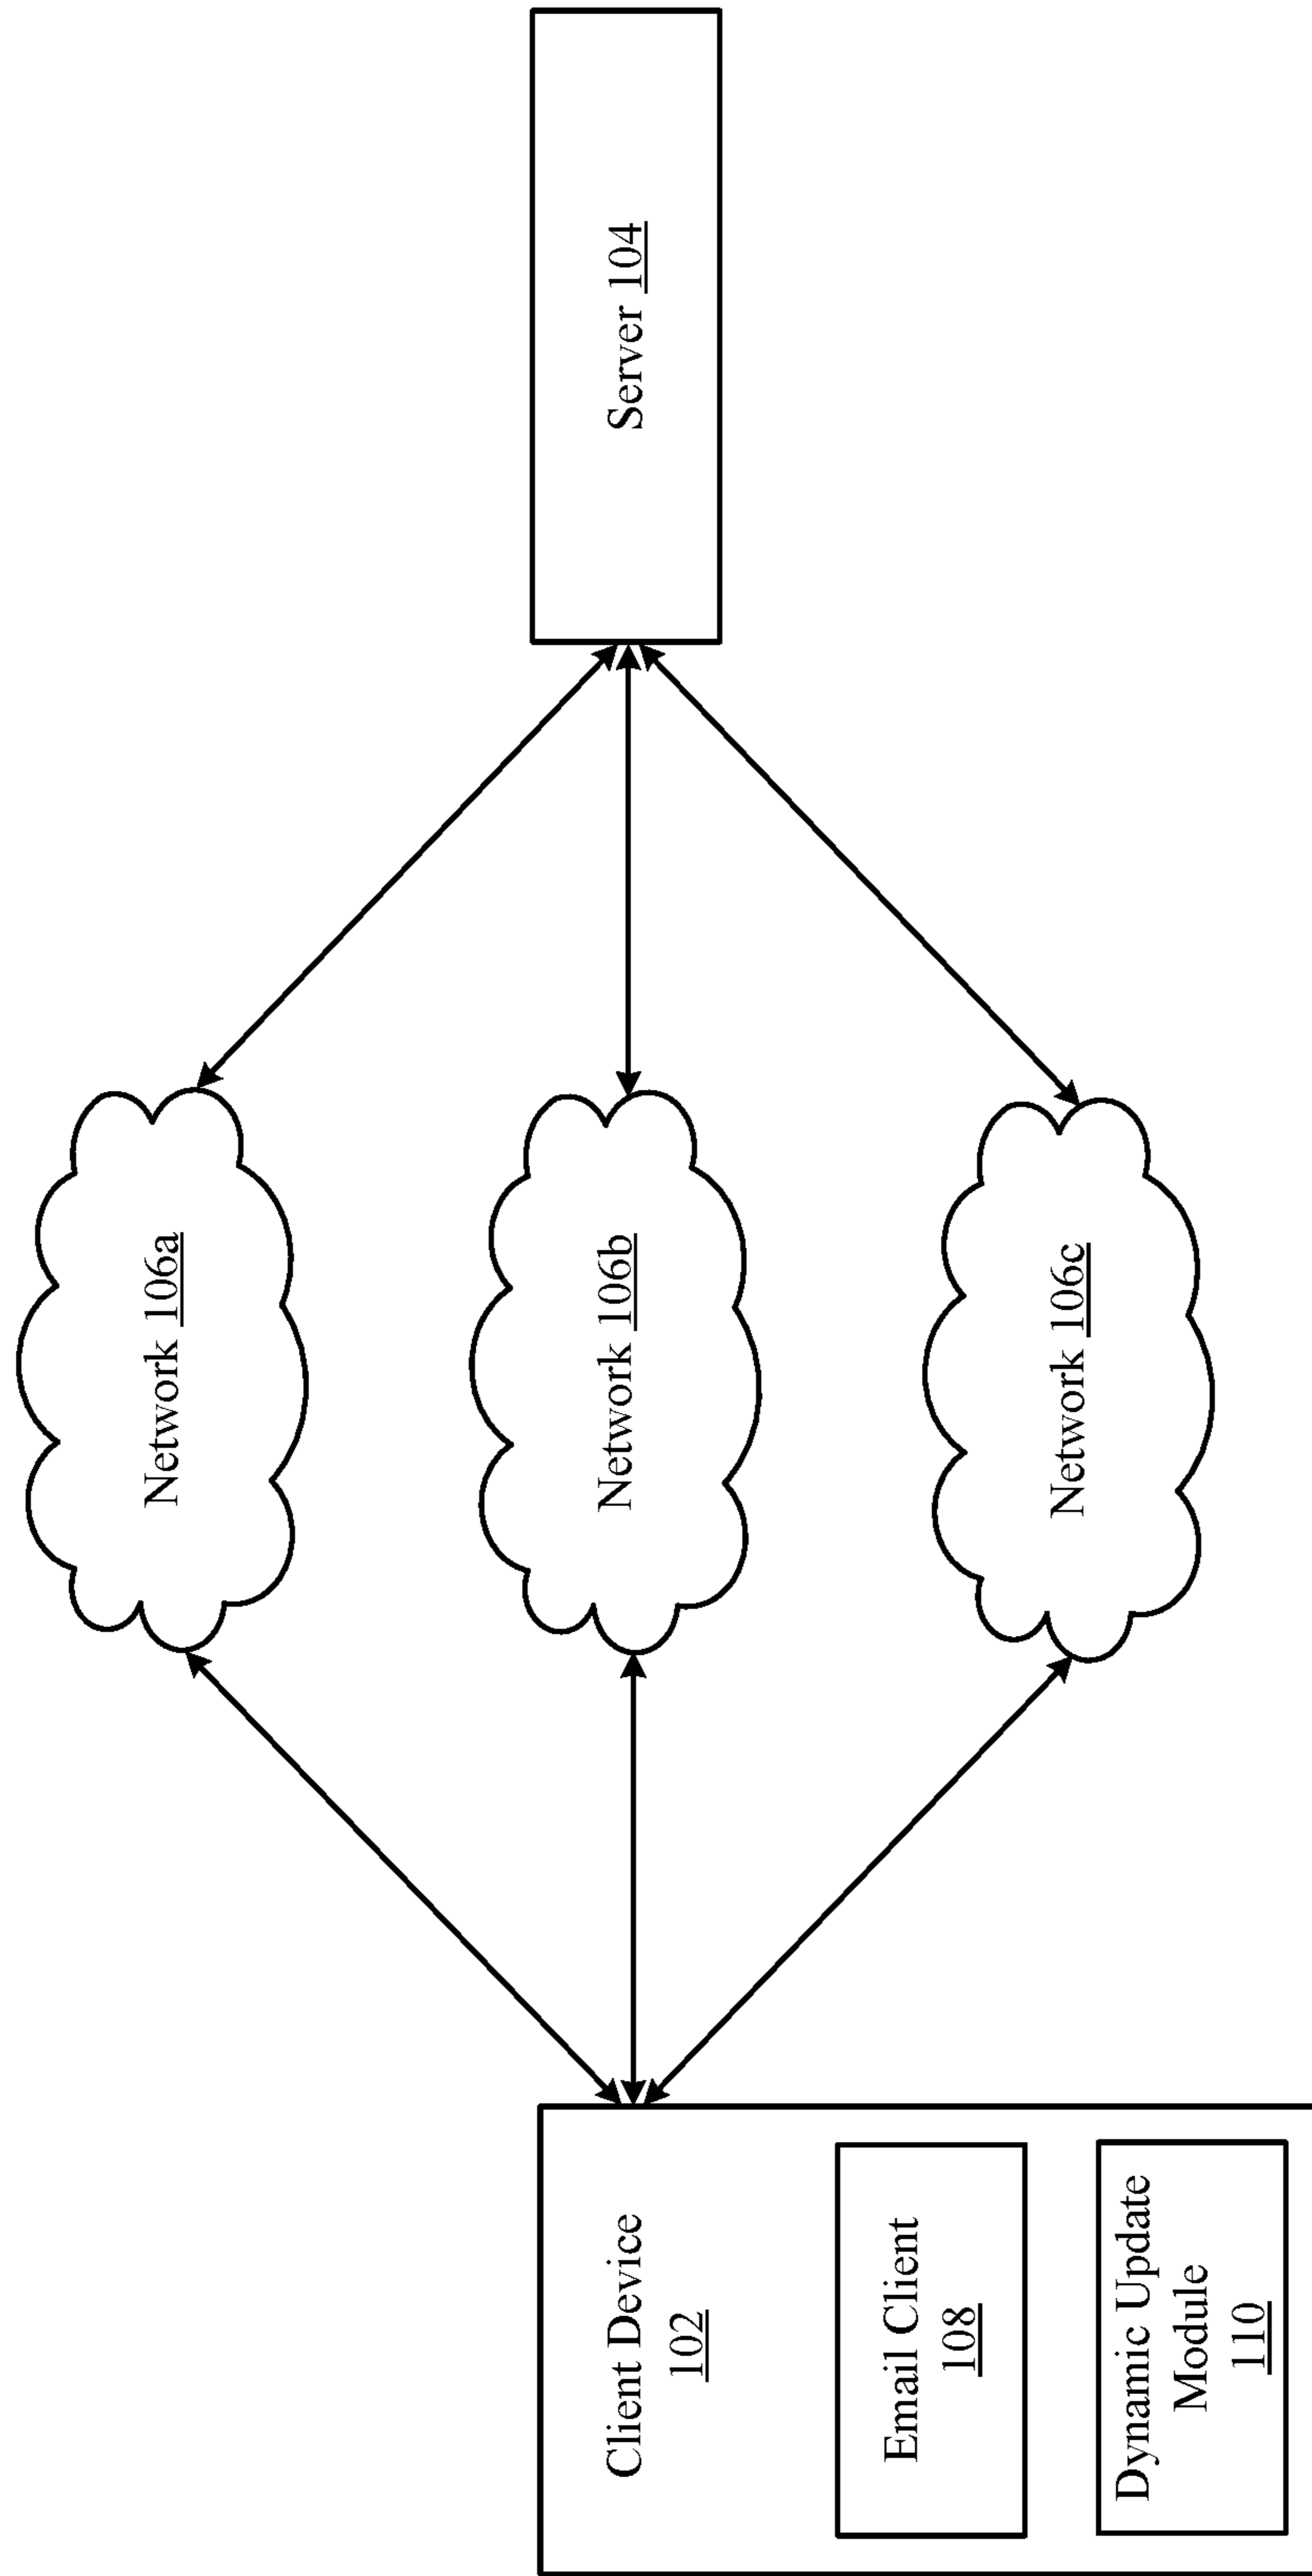 Client Device
102
Email Client
108
Dynamic Update
Module
110
Network 106a
Network 106b
Network 106c
Server 104